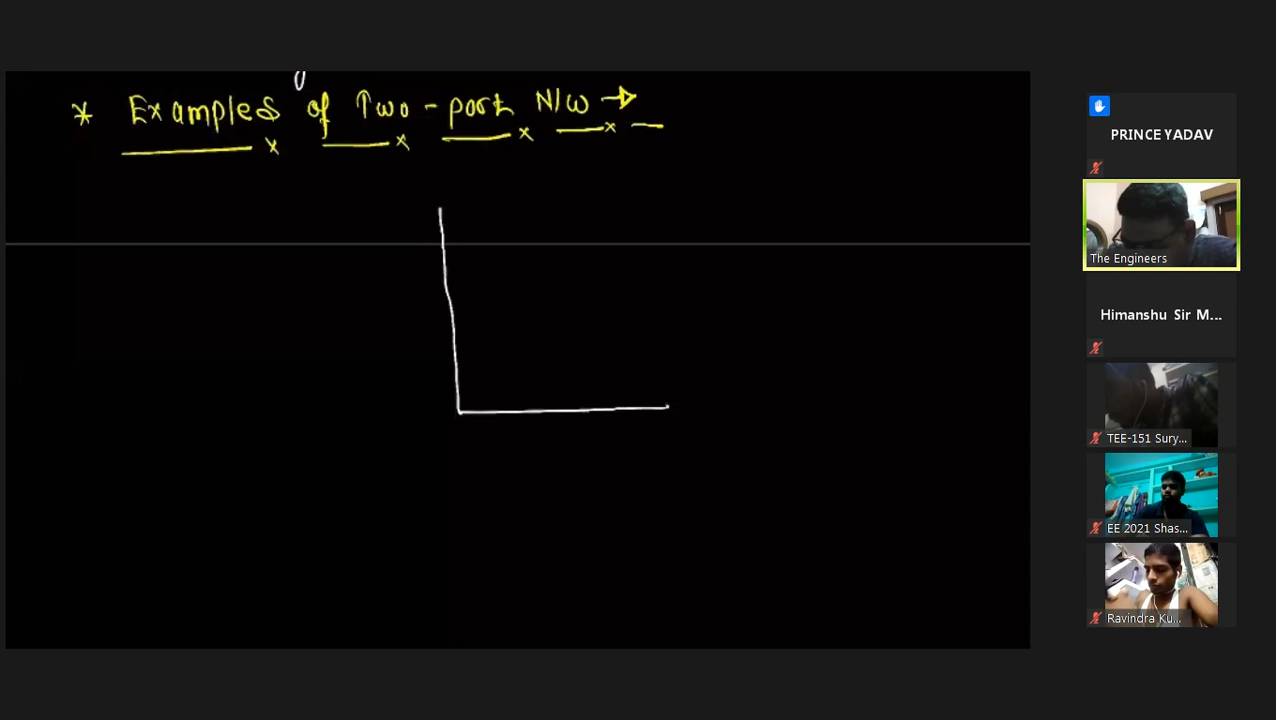 * Examples of Two - port N/W →
PRINCE YADAV
The Engineers
Himanshu Sir M...
TEE-151 Sury...
EE 2021 Shas...
Ravindra Ku...